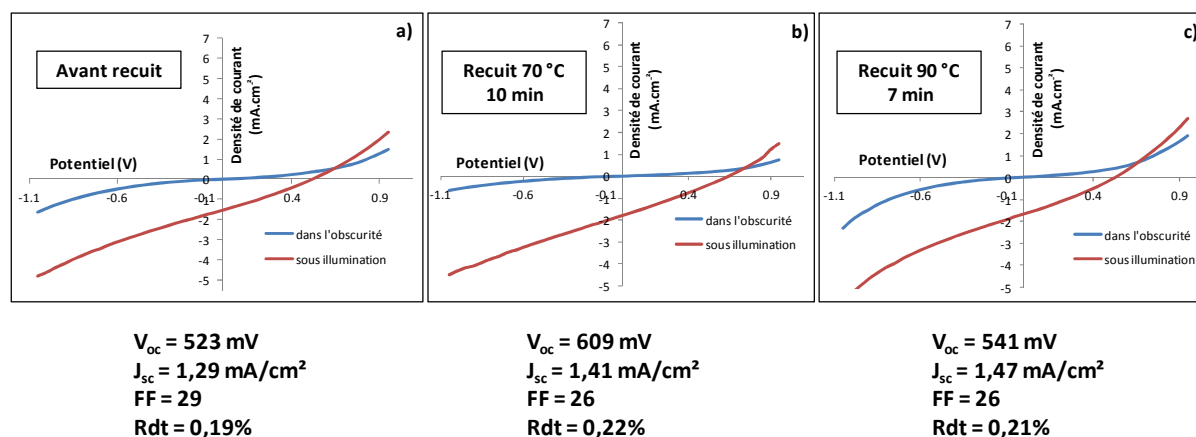 a)
Avant recuit
Densité de courant
(mA.cm⁻²)
Potentiel (V)
7
6
5
4
3
2
1
0
-1
-2
-3
-4
-5
-1.1
-0.6
-0.1
0.4
0.9
dans l'obscurité
sous illumination
b)
Recuit 70 °C
10 min
Densité de courant
(mA.cm⁻²)
Potentiel (V)
7
6
5
4
3
2
1
0
-1
-2
-3
-4
-5
-1.1
-0.6
-0.1
0.4
0.9
dans l'obscurité
sous illumination
c)
Recuit 90 °C
7 min
Densité de courant
(mA.cm⁻²)
Potentiel (V)
7
6
5
4
3
2
1
0
-1
-2
-3
-4
-5
-1.1
-0.6
-0.1
0.4
0.9
dans l'obscurité
sous illumination
Voc = 523 mV
Jsc = 1,29 mA/cm²
FF = 29
Rdt = 0,19%
Voc = 609 mV
Jsc = 1,41 mA/cm²
FF = 26
Rdt = 0,22%
Voc = 541 mV
Jsc = 1,47 mA/cm²
FF = 26
Rdt = 0,21%